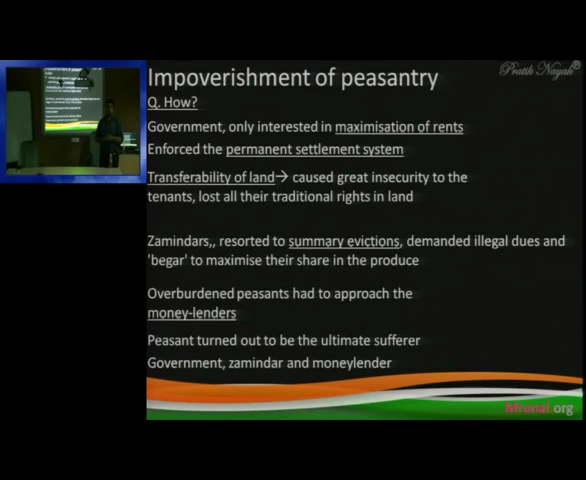 Pratik Nayak
Impoverishment of peasantry
Q. How?
Government, only interested in maximisation of rents
Enforced the permanent settlement system
Transferability of land→ caused great insecurity to the
tenants, lost all their traditional rights in land
Zamindars,, resorted to summary evictions, demanded illegal dues and
'begar' to maximise their share in the produce
Overburdened peasants had to approach the
money-lenders
Peasant turned out to be the ultimate sufferer
Government, zamindar and moneylender
Mrunal.org